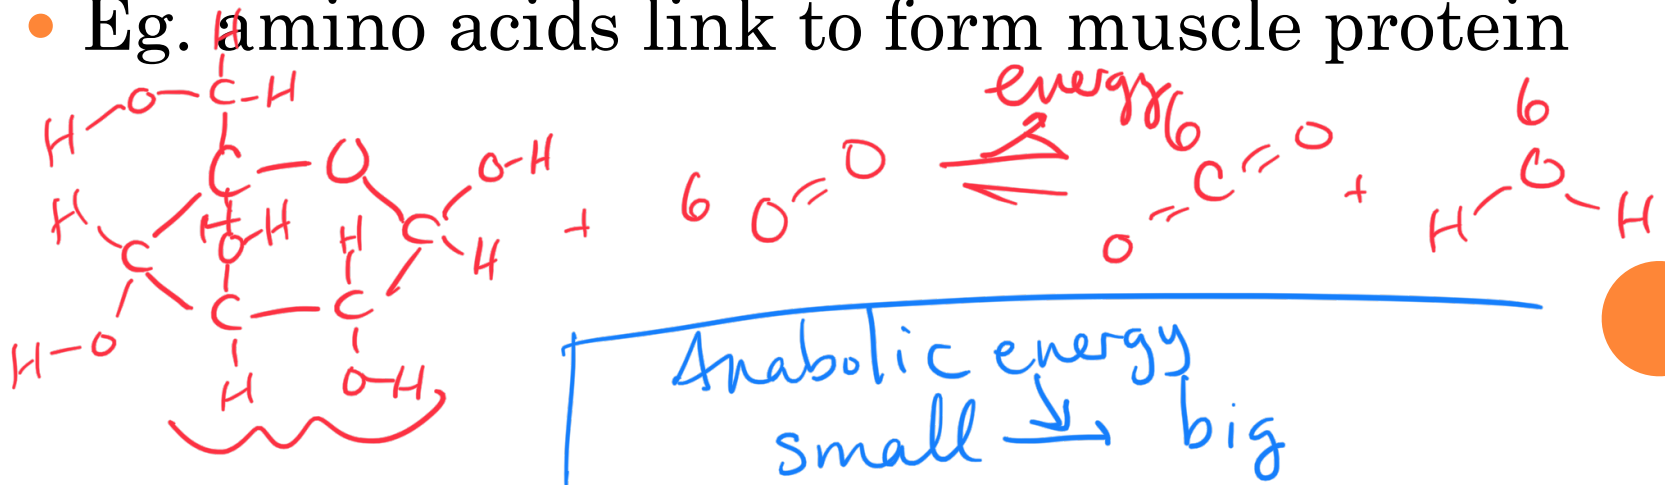 • Eg. amino acids link to form muscle protein
H
H-O-C-H
C-O
O-H
H
C
H
O-H
H
C
H
C-C
H-O
H
O-H
+ 6 O=O ⇌ energy 6 O=C=O + 6 H-O-H
Anabolic energy
small → big